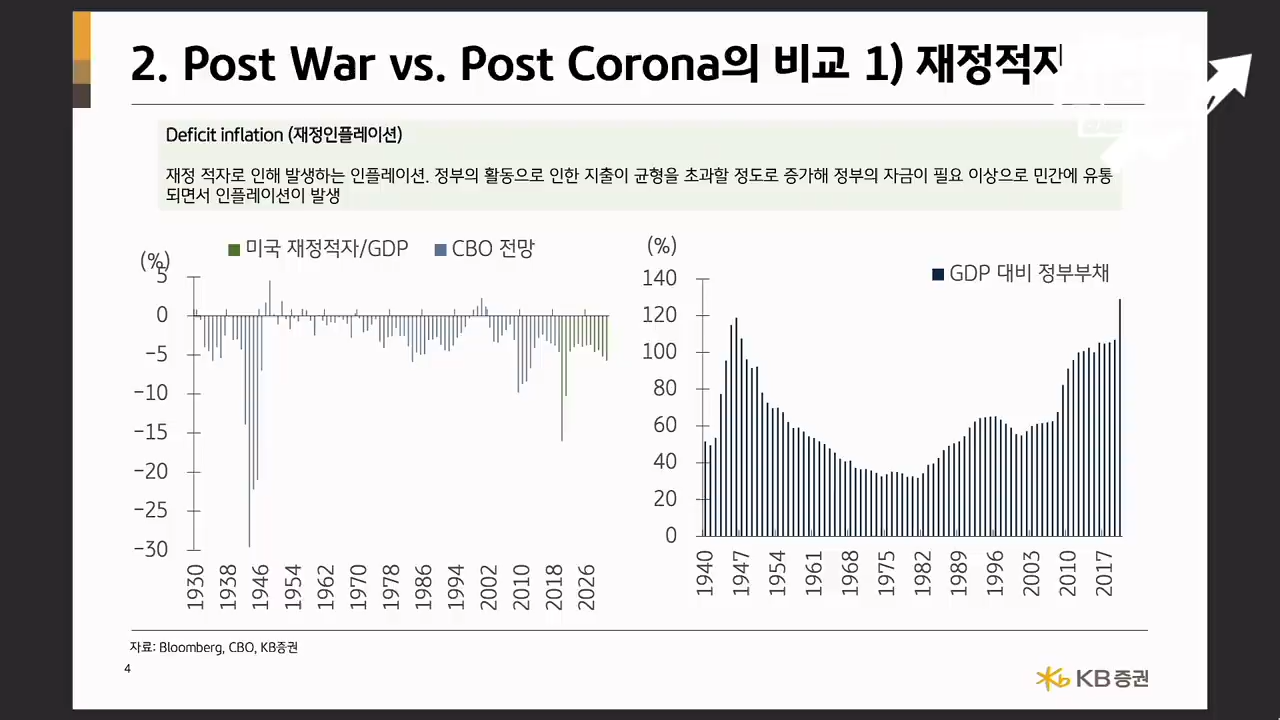 2. Post War vs. Post Corona의 비교 1) 재정적자
Deficit inflation (재정인플레이션)
재정 적자로 인해 발생하는 인플레이션. 정부의 활동으로 인한 지출이 균형을 초과할 정도로 증가해 정부의 자금이 필요 이상으로 민간에 유통
되면서 인플레이션이 발생
(%)
미국 재정적자/GDP
CBO 전망
5
0
−5
−10
−15
−20
−25
−30
1930 1938 1946 1954 1962 1970 1978 1986 1994 2002 2010 2018 2026
(%)
GDP 대비 정부부채
140
120
100
80
60
40
20
0
1940 1947 1954 1961 1968 1975 1982 1989 1996 2003 2010 2017
자료: Bloomberg, CBO, KB증권
4
KB증권